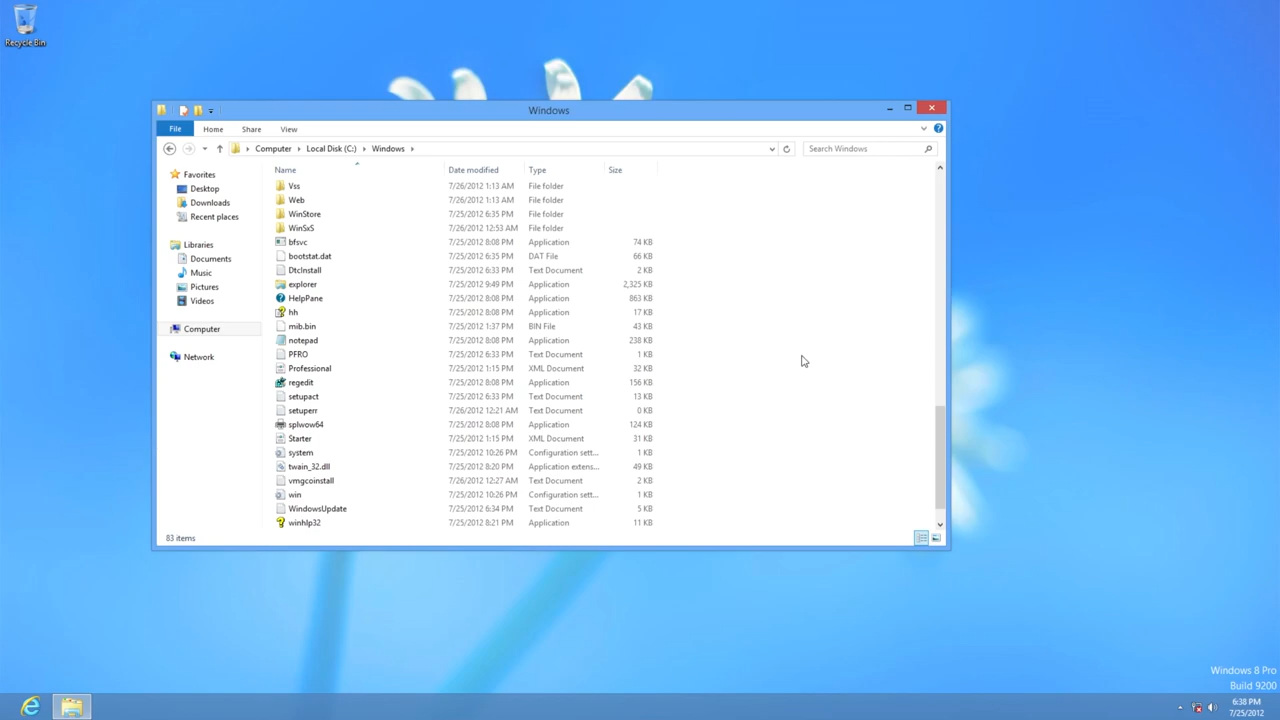 Recycle Bin
Windows
File Home Share View
Computer Local Disk (C:) Windows
Search Windows
Name Date modified Type Size
Favorites
Desktop
Downloads
Recent places
Libraries
Documents
Music
Pictures
Videos
Computer
Network
Vss 7/26/2012 1:13 AM File folder
Web 7/26/2012 1:13 AM File folder
WinStore 7/25/2012 6:35 PM File folder
WinSxS 7/26/2012 12:53 AM File folder
bfsvc 7/25/2012 8:08 PM Application 74 KB
bootstat.dat 7/25/2012 6:35 PM DAT File 66 KB
DtcInstall 7/25/2012 6:33 PM Text Document 2 KB
explorer 7/25/2012 9:49 PM Application 2,325 KB
HelpPane 7/25/2012 8:08 PM Application 863 KB
hh 7/25/2012 8:08 PM Application 17 KB
mib.bin 7/25/2012 1:37 PM BIN File 43 KB
notepad 7/25/2012 8:08 PM Application 238 KB
PFRO 7/25/2012 6:33 PM Text Document 1 KB
Professional 7/25/2012 1:15 PM XML Document 32 KB
regedit 7/25/2012 8:08 PM Application 156 KB
setupact 7/25/2012 6:33 PM Text Document 13 KB
setuperr 7/26/2012 12:21 AM Text Document 0 KB
splwow64 7/25/2012 8:08 PM Application 124 KB
Starter 7/25/2012 1:15 PM XML Document 31 KB
system 7/25/2012 10:26 PM Configuration sett... 1 KB
twain_32.dll 7/25/2012 8:20 PM Application extens... 49 KB
vmgcoinstall 7/26/2012 12:27 AM Text Document 2 KB
win 7/25/2012 10:26 PM Configuration sett... 1 KB
WindowsUpdate 7/25/2012 6:34 PM Text Document 5 KB
winhlp32 7/25/2012 8:21 PM Application 11 KB
83 items
Windows 8 Pro
Build 9200
6:38 PM
7/25/2012